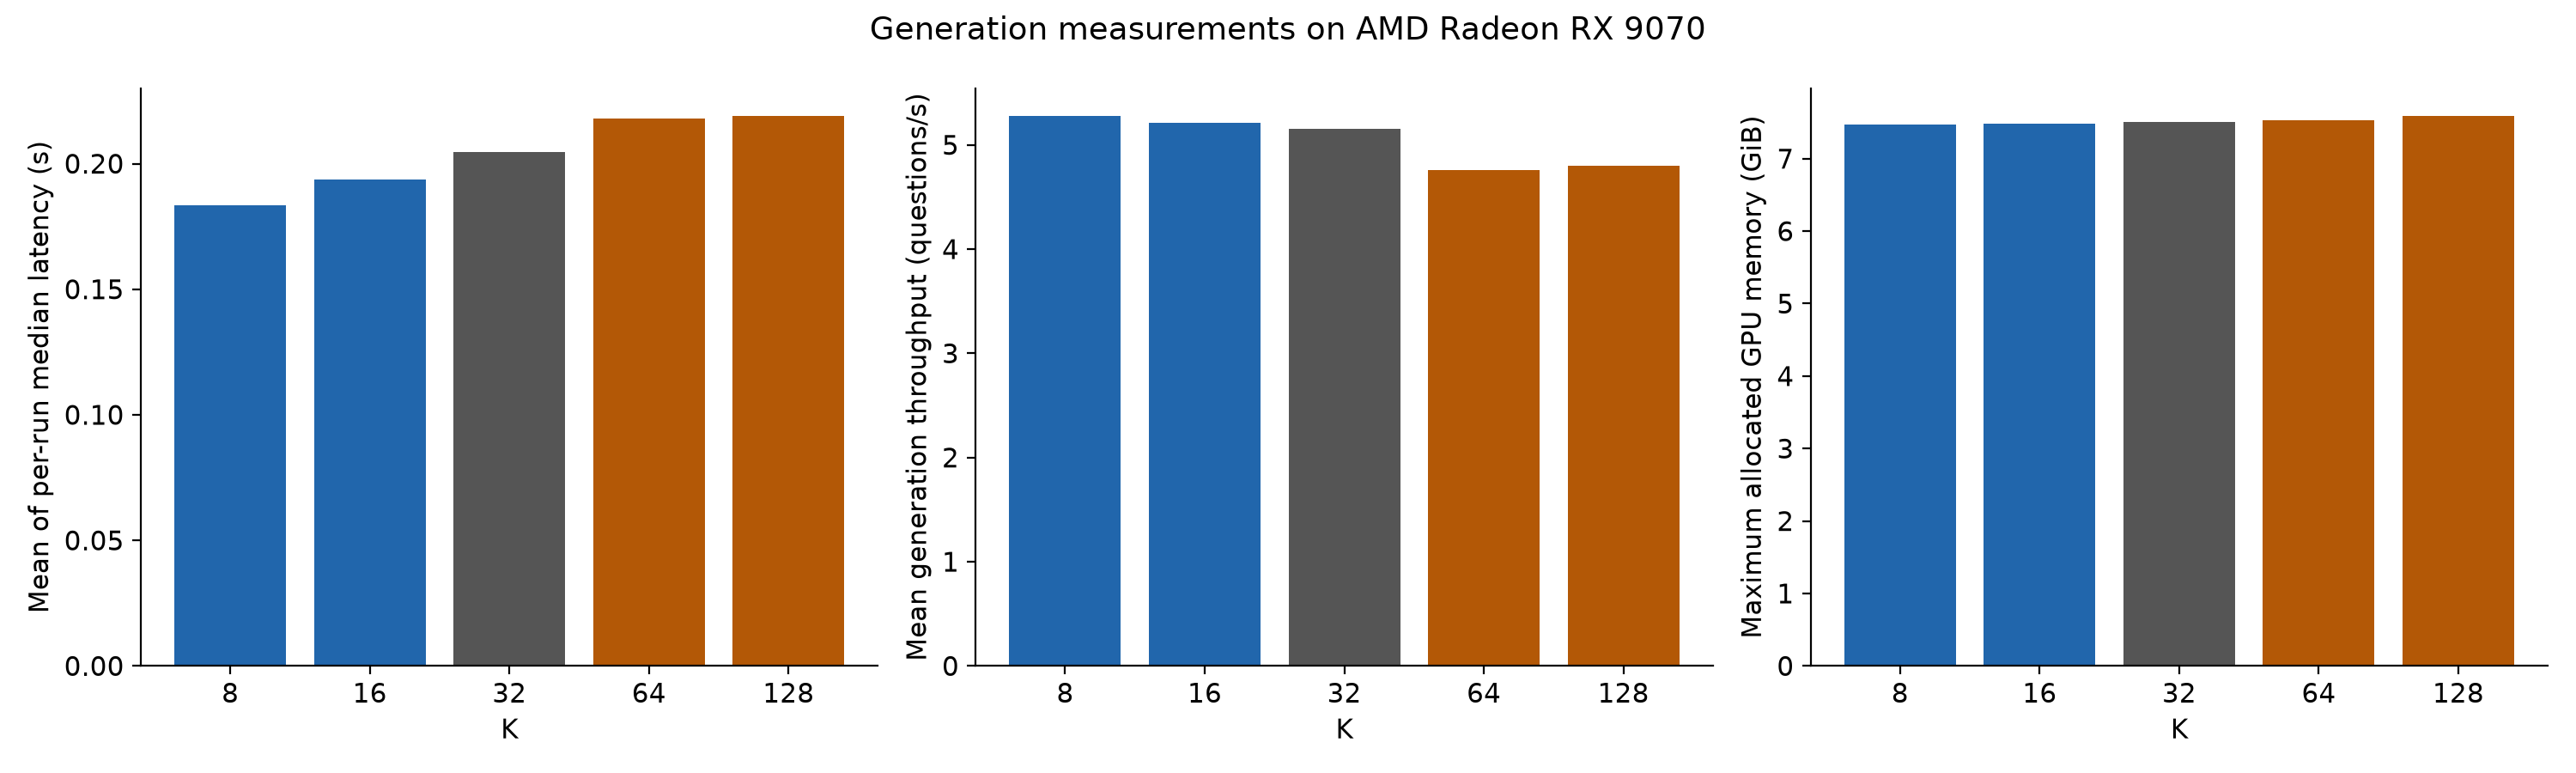 Generation measurements on AMD Radeon RX 9070
Mean of per-run median latency (s)
0.20
0.15
0.10
0.05
0.00
8 16 32 64 128
K
Mean generation throughput (questions/s)
5
4
3
2
1
0
8 16 32 64 128
K
Maximum allocated GPU memory (GiB)
7
6
5
4
3
2
1
0
8 16 32 64 128
K